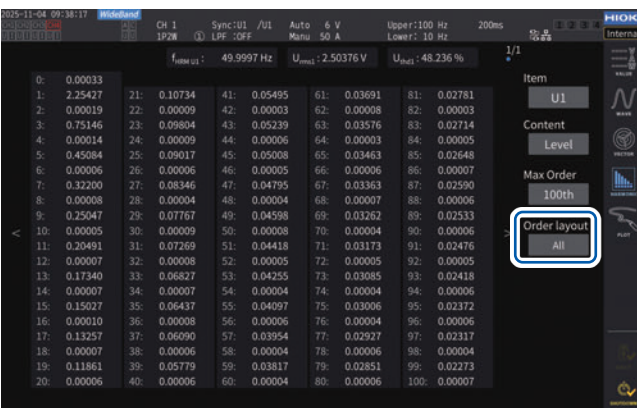 2025-11-04 09:38:17 WideBand
CH 1 Sync:U1 /U1 Auto 6 V Upper:100 Hz 200ms HIOKI
1P2W ① LPF :OFF Manu 50 A Lower: 10 Hz Interna
fHRM U1 : 49.9997 Hz Urms1 : 2.50376 V Uthd1 : 48.236 % 1/1
0: 0.00033
1: 2.25427 21: 0.10734 41: 0.05495 61: 0.03691 81: 0.02781
2: 0.00019 22: 0.00009 42: 0.00003 62: 0.00008 82: 0.00003
3: 0.75146 23: 0.09804 43: 0.05239 63: 0.03576 83: 0.02714
4: 0.00014 24: 0.00009 44: 0.00006 64: 0.00003 84: 0.00005
5: 0.45084 25: 0.09017 45: 0.05008 65: 0.03463 85: 0.02648
6: 0.00006 26: 0.00006 46: 0.00005 66: 0.00006 86: 0.00007
7: 0.32200 27: 0.08346 47: 0.04795 67: 0.03363 87: 0.02590
8: 0.00008 28: 0.00004 48: 0.00004 68: 0.00007 88: 0.00006
9: 0.25047 29: 0.07767 49: 0.04598 69: 0.03262 89: 0.02533
10: 0.00005 30: 0.00009 50: 0.00008 70: 0.00004 90: 0.00006
11: 0.20491 31: 0.07269 51: 0.04418 71: 0.03173 91: 0.02476
12: 0.00007 32: 0.00008 52: 0.00005 72: 0.00005 92: 0.00005
13: 0.17340 33: 0.06827 53: 0.04255 73: 0.03085 93: 0.02418
14: 0.00007 34: 0.00007 54: 0.00004 74: 0.00004 94: 0.00006
15: 0.15027 35: 0.06437 55: 0.04097 75: 0.03006 95: 0.02372
16: 0.00010 36: 0.00008 56: 0.00006 76: 0.00004 96: 0.00006
17: 0.13257 37: 0.06090 57: 0.03954 77: 0.02927 97: 0.02317
18: 0.00007 38: 0.00006 58: 0.00004 78: 0.00006 98: 0.00004
19: 0.11861 39: 0.05779 59: 0.03817 79: 0.02851 99: 0.02273
20: 0.00006 40: 0.00006 60: 0.00004 80: 0.00006 100: 0.00007
Item
U1
Content
Level
Max Order
100th
Order layout
All
WAVE
VECTOR
PLOT